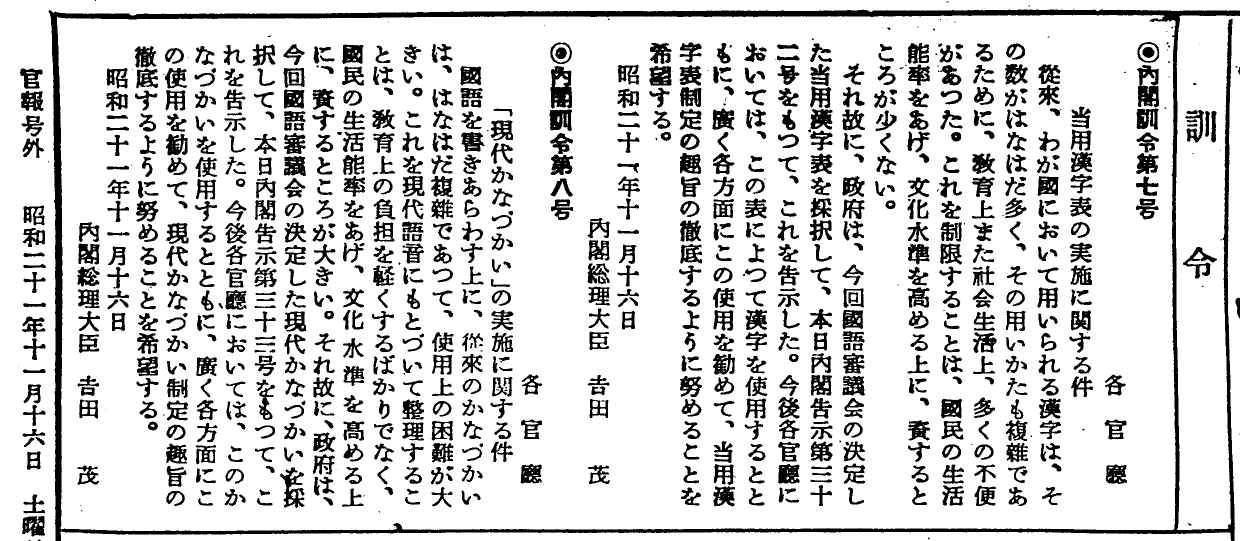 訓令
◉內閣訓令第七号
各官廳
当用漢字表の実施に関する件
從來、わが國において用いられる漢字は、そ
の数がはなはだ多く、その用いかたも複雜であ
るために、教育上また社会生活上、多くの不便
があつた。これを制限することは、國民の生活
能率をあげ、文化水準を高める上に、資すると
ころが少くない。
それ故に、政府は、今回國語審議会の決定し
た当用漢字表を採択して、本日內閣告示第三十
二号をもつて、これを告示した。今後各官廳に
おいては、この表によつて漢字を使用するとと
もに、廣く各方面にこの使用を勧めて、当用漢
字表制定の趣旨の徹底するように努めることを
希望する。
昭和二十一年十一月十六日
內閣総理大臣 吉田 茂
◉內閣訓令第八号
各官廳
「現代かなづかい」の実施に関する件
國語を書きあらわす上に、從來のかなづかい
は、はなはだ複雜であつて、使用上の困難が大
きい。これを現代語音にもとづいて整理するこ
とは、教育上の負担を軽くするばかりでなく、
國民の生活能率をあげ、文化水準を高める上
に、資するところが大きい。それ故に、政府は、
今回國語審議会の決定した現代かなづかいを採
択して、本日內閣告示第三十三号をもつて、こ
れを告示した。今後各官廳においては、このか
なづかいを使用するとともに、廣く各方面にこ
の使用を勧めて、現代かなづかい制定の趣旨の
徹底するように努めることを希望する。
昭和二十一年十一月十六日
內閣総理大臣 吉田 茂
官報号外 昭和二十一年十一月十六日 土曜